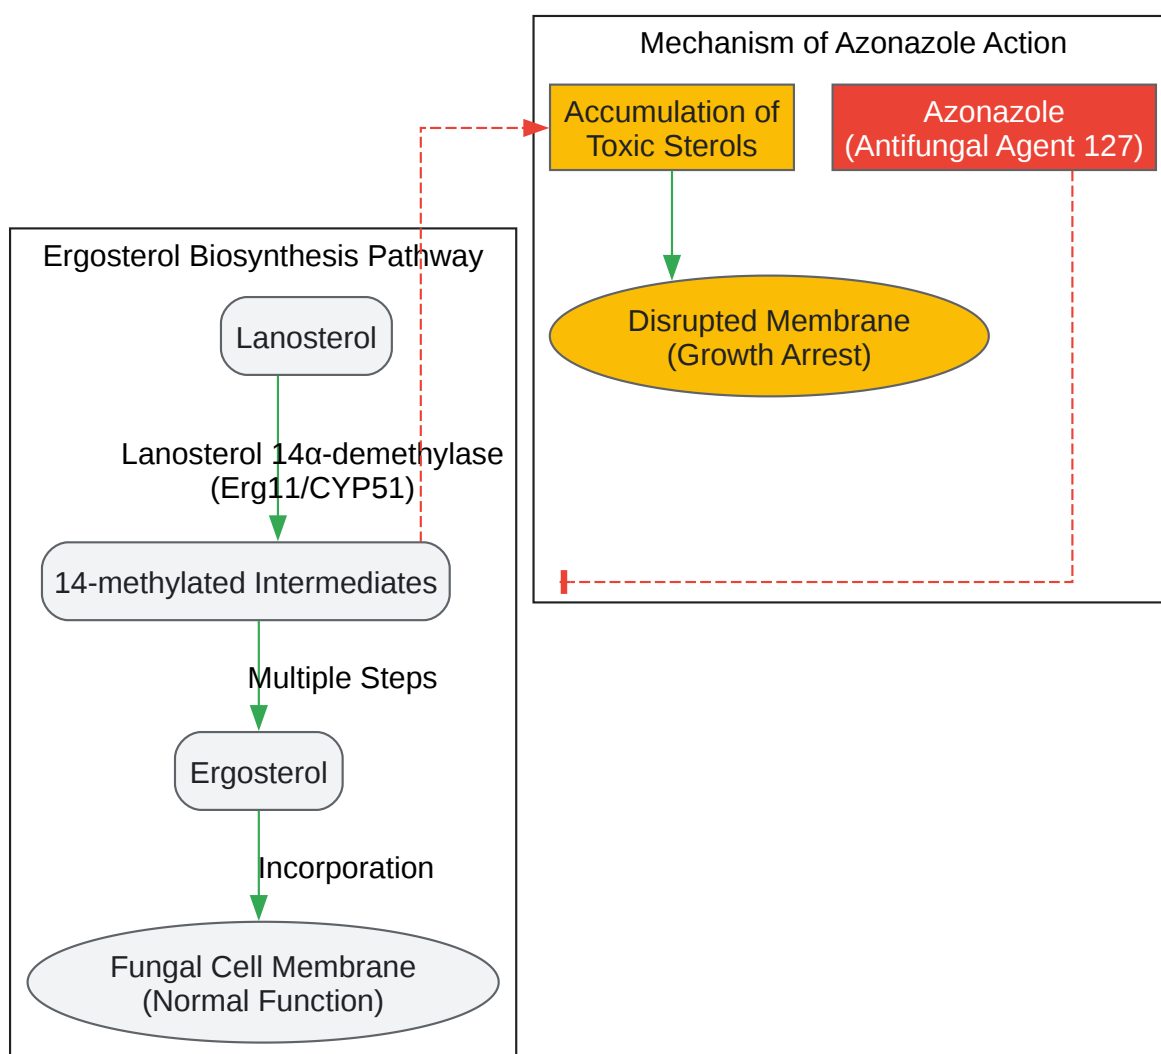 Mechanism of Azonazole Action
Accumulation of
Toxic Sterols
Azonazole
(Antifungal Agent 127)
Disrupted Membrane
(Growth Arrest)
Ergosterol Biosynthesis Pathway
Lanosterol
Lanosterol 14α-demethylase
(Erg11/CYP51)
14-methylated Intermediates
Multiple Steps
Ergosterol
Incorporation
Fungal Cell Membrane
(Normal Function)